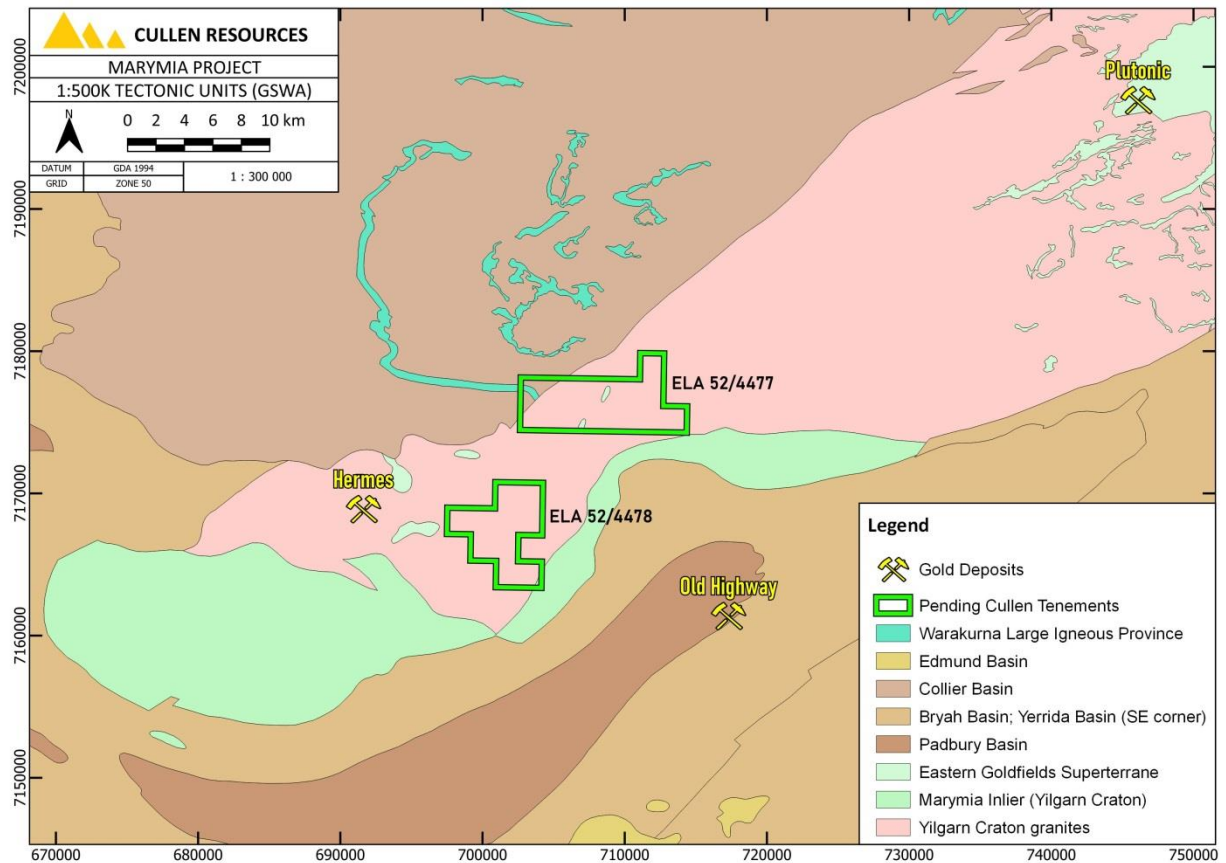 CULLEN RESOURCES
MARYMIA PROJECT
1:500K TECTONIC UNITS (GSWA)
N
0 2 4 6 8 10 km
DATUM GDA 1994
GRID ZONE 50
1 : 300 000
7200000
7190000
7180000
7170000
7160000
7150000
Plutonic
ELA 52/4477
Hermes
ELA 52/4478
Old Highway
Legend
Gold Deposits
Pending Cullen Tenements
Warakurna Large Igneous Province
Edmund Basin
Collier Basin
Bryah Basin; Yerrida Basin (SE corner)
Padbury Basin
Eastern Goldfields Superterrane
Marymia Inlier (Yilgarn Craton)
Yilgarn Craton granites
670000 680000 690000 700000 710000 720000 730000 740000 750000